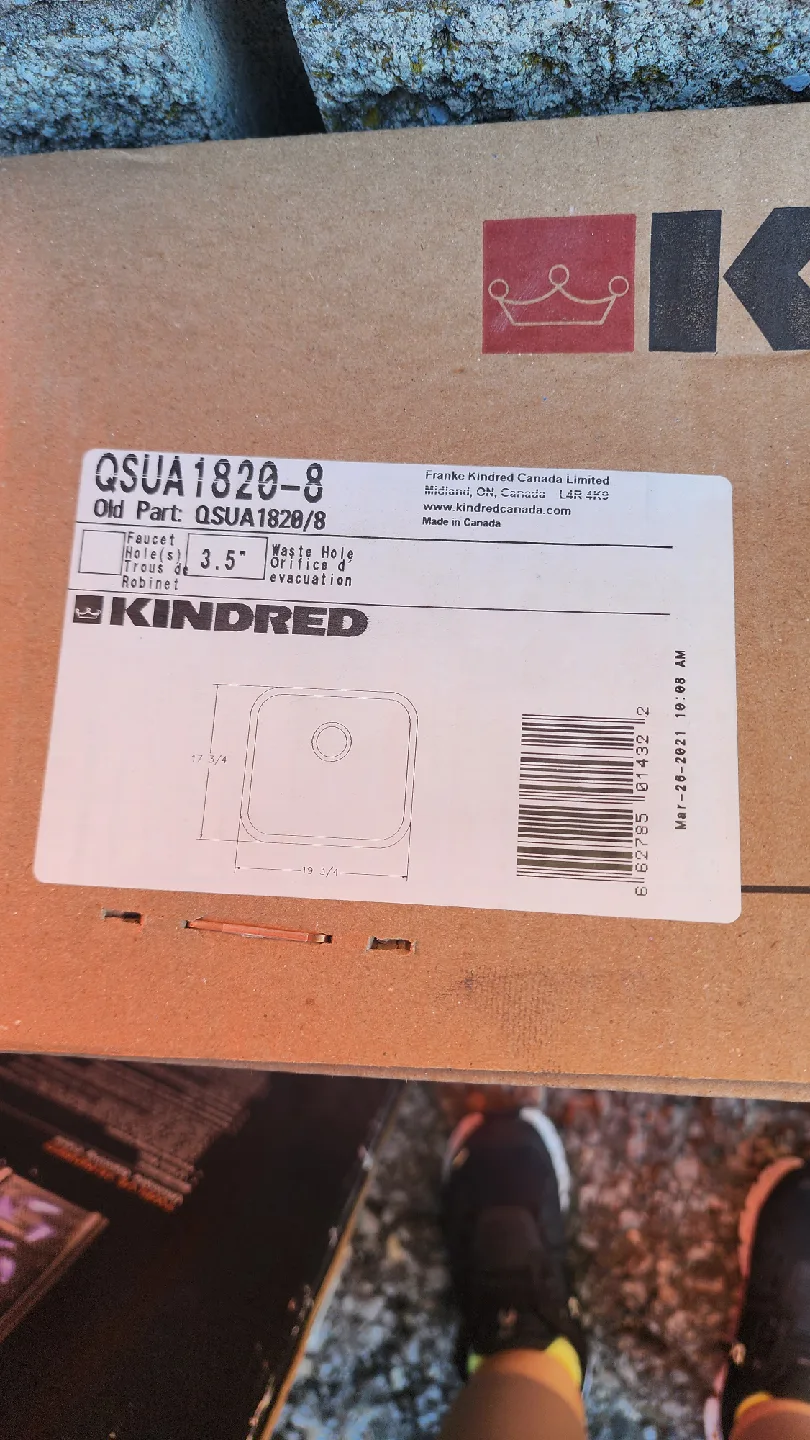 K
QSUA1820-8
Old Part: QSUA1820/8
Franke Kindred Canada Limited
Midland, ON, Canada L4R 4K9
www.kindredcanada.com
Made in Canada
Faucet
Hole(s)
Trous de
Robinet
3.5"
Waste Hole
Orifice d'
evacuation
KINDRED
17 3/4
19 3/4
6 62785 01432 2
Mar-26-2021 10:08 AM